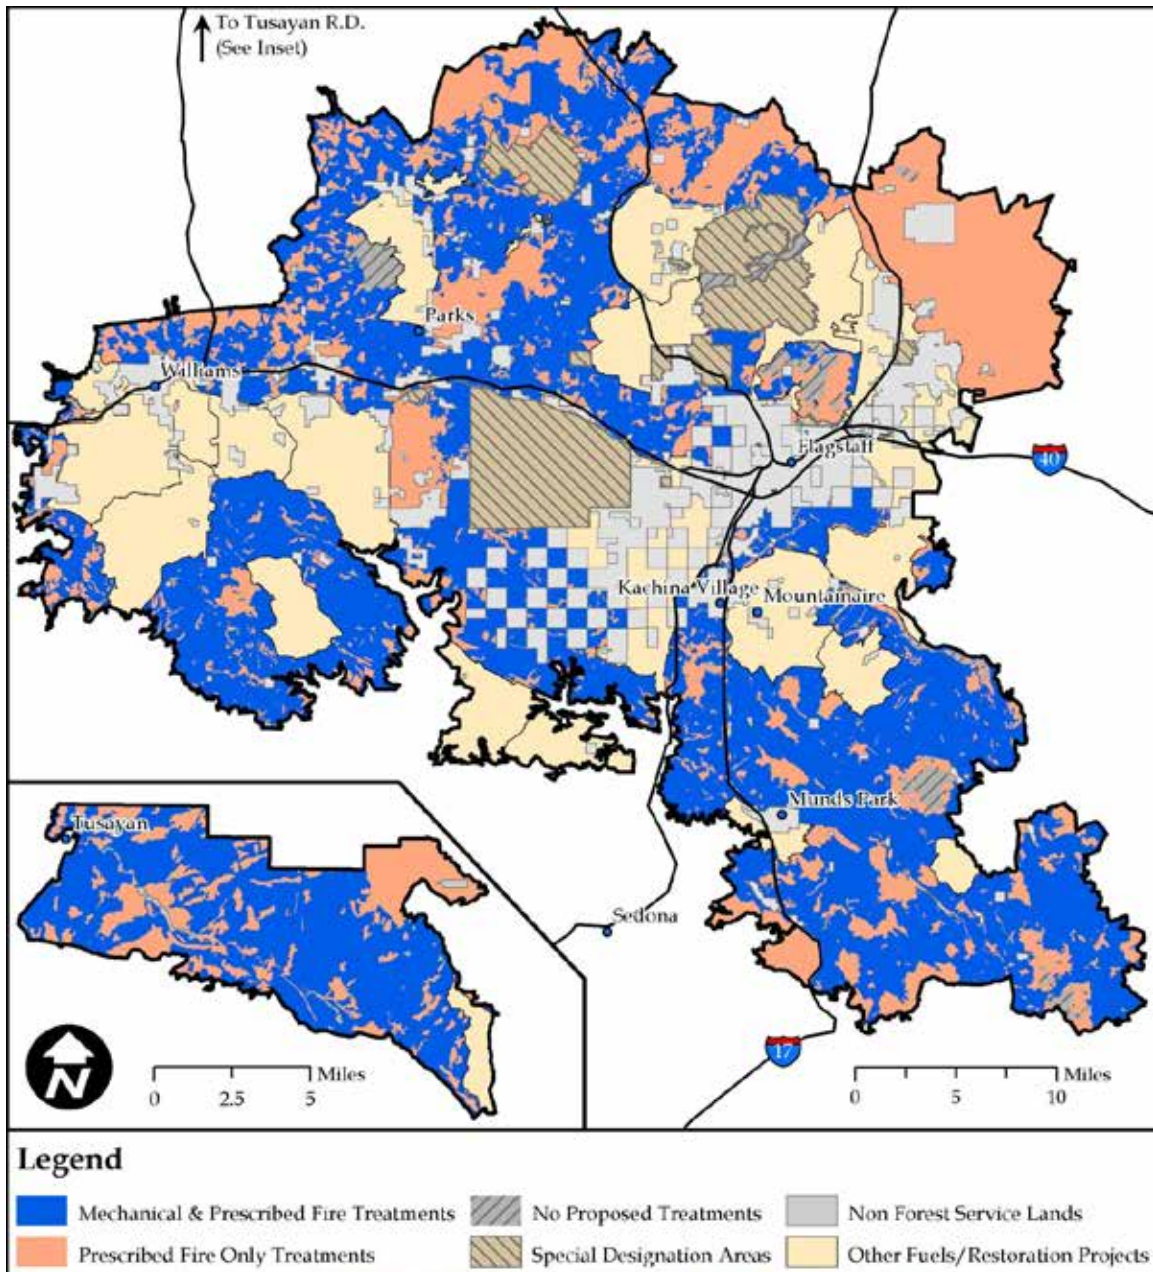 To Tusayan R.D.
(See Inset)
Parks
Williams
Flagstaff
40
Kachina Village
Mountainaire
Munds Park
Tusayan
Sedona
17
N
Miles
0 2.5 5
Miles
0 5 10
Legend
Mechanical & Prescribed Fire Treatments
No Proposed Treatments
Non Forest Service Lands
Prescribed Fire Only Treatments
Special Designation Areas
Other Fuels/Restoration Projects